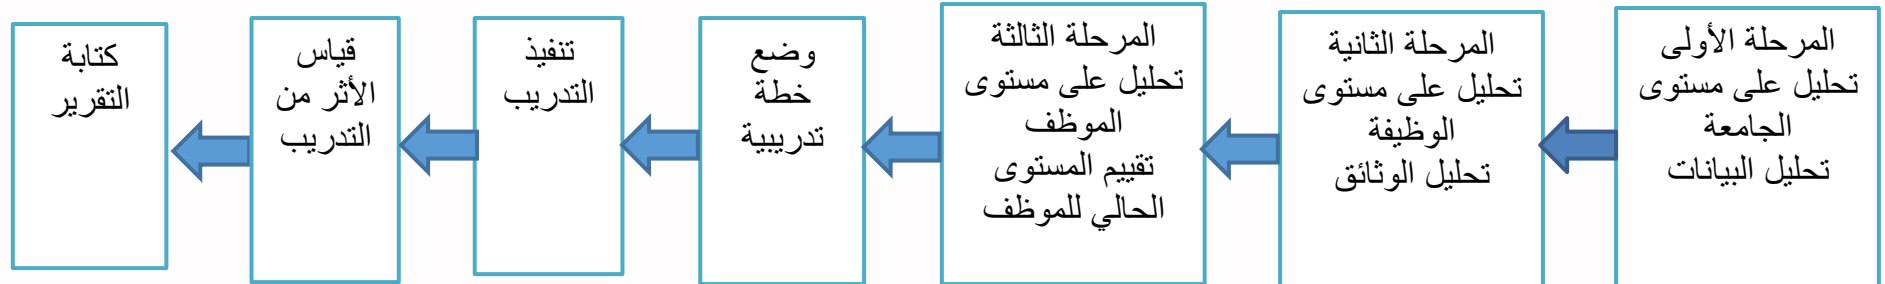 المرحلة الأولى
تحليل على مستوى
الجامعة
تحليل البيانات
المرحلة الثانية
تحليل على مستوى
الوظيفة
تحليل الوثائق
المرحلة الثالثة
تحليل على مستوى
الموظف
تقييم المستوى
الحالي للموظف
وضع
خطة
تدريبية
تنفيذ
التدريب
قياس
الأثر من
التدريب
كتابة
التقرير